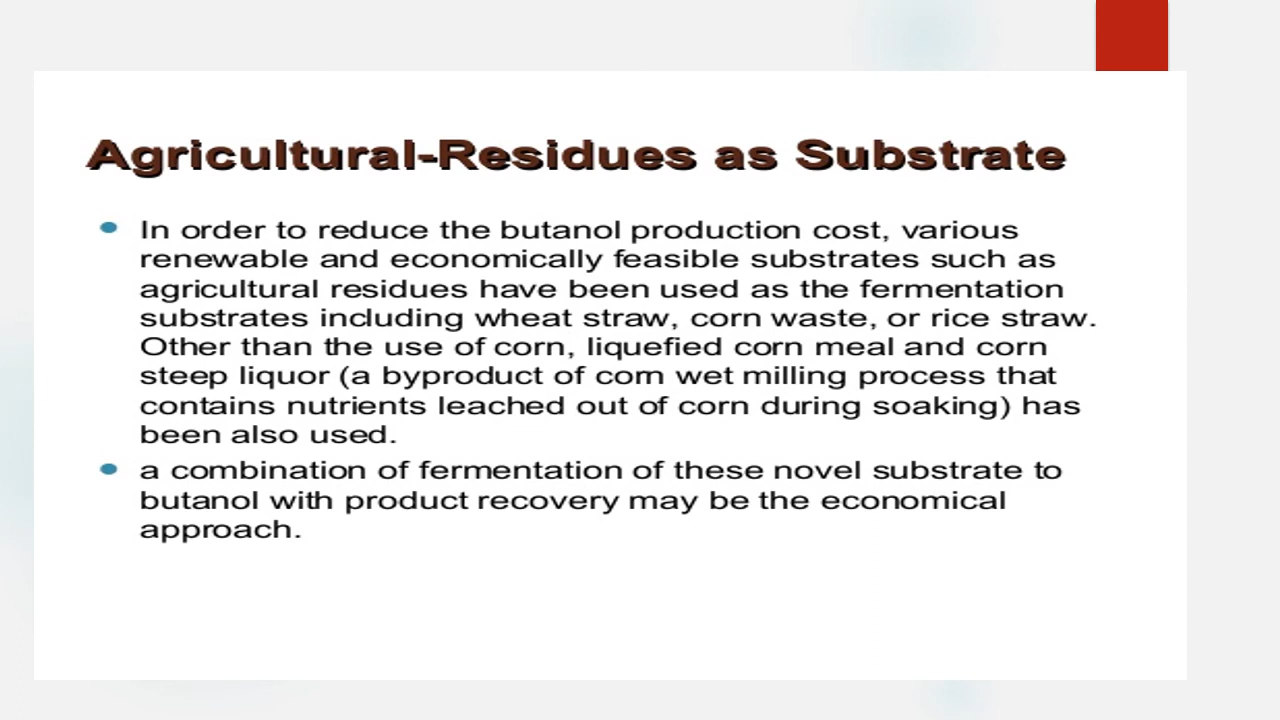 Agricultural-Residues as Substrate
• In order to reduce the butanol production cost, various
renewable and economically feasible substrates such as
agricultural residues have been used as the fermentation
substrates including wheat straw, corn waste, or rice straw.
Other than the use of corn, liquefied corn meal and corn
steep liquor (a byproduct of corn wet milling process that
contains nutrients leached out of corn during soaking) has
been also used.
• a combination of fermentation of these novel substrate to
butanol with product recovery may be the economical
approach.